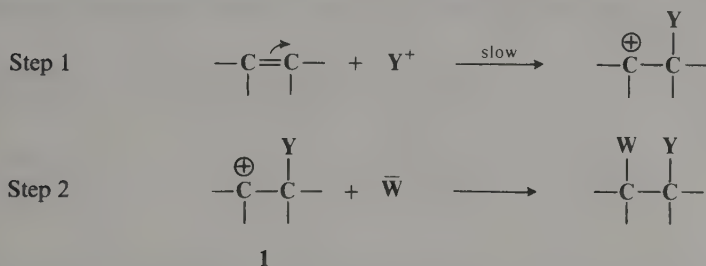 Y
Step 1 —C=C— + Y⁺ slow ⊕ —C—C—
Y W Y
Step 2 ⊕ —C—C— + W̄ —C—C—
1